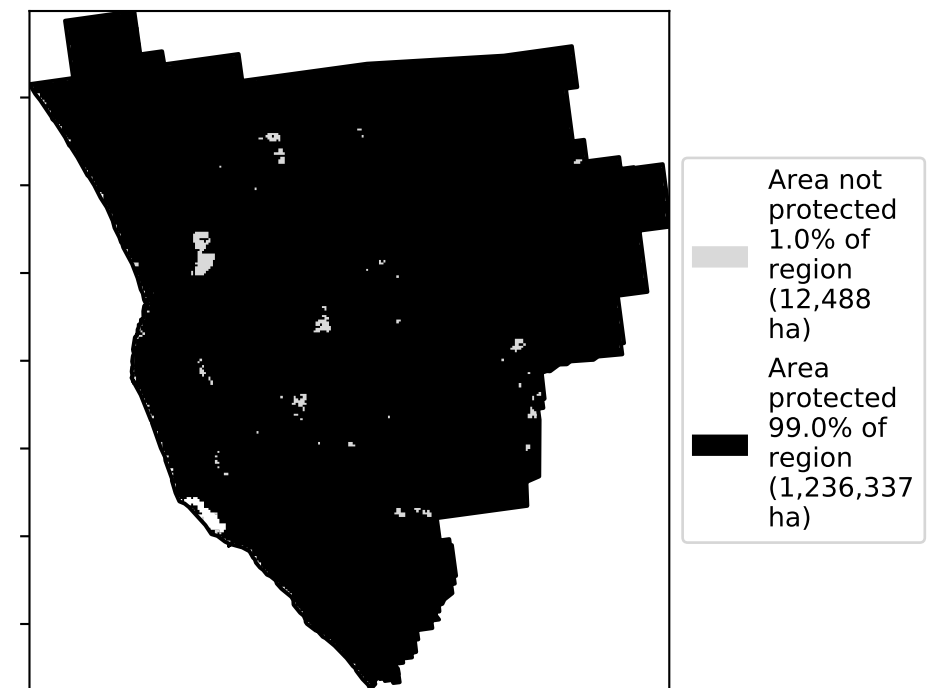 Area not
protected
1.0% of
region
(12,488
ha)
Area
protected
99.0% of
region
(1,236,337
ha)